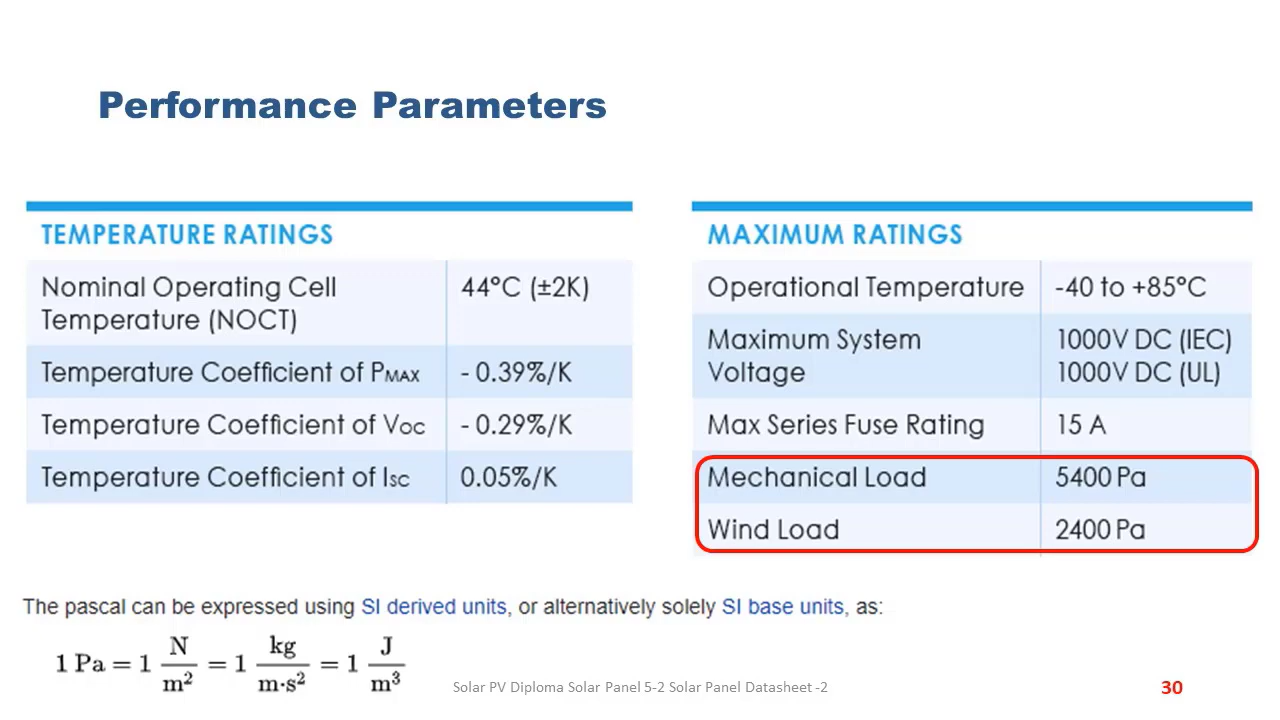 Performance Parameters
TEMPERATURE RATINGS
Nominal Operating Cell
Temperature (NOCT)
44°C (±2K)
Temperature Coefficient of PMAX
- 0.39%/K
Temperature Coefficient of VOC
- 0.29%/K
Temperature Coefficient of ISC
0.05%/K
MAXIMUM RATINGS
Operational Temperature
-40 to +85°C
Maximum System
Voltage
1000V DC (IEC)
1000V DC (UL)
Max Series Fuse Rating
15 A
Mechanical Load
5400 Pa
Wind Load
2400 Pa
The pascal can be expressed using SI derived units, or alternatively solely SI base units, as:
1 Pa = 1 N/m² = 1 kg/m·s² = 1 J/m³
Solar PV Diploma Solar Panel 5-2 Solar Panel Datasheet -2
30